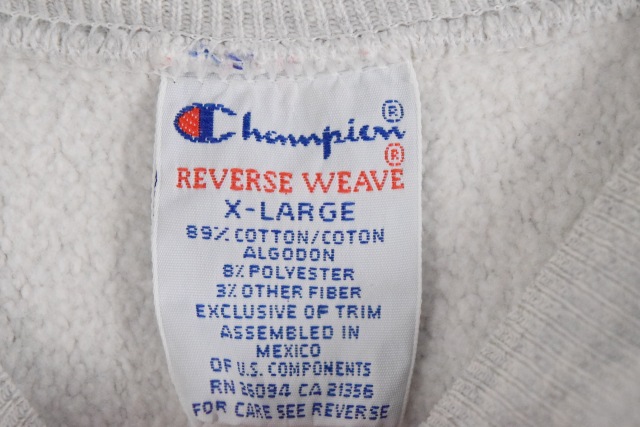 Champion®
REVERSE WEAVE®
X-LARGE
89% COTTON/COTON
ALGODON
8% POLYESTER
3% OTHER FIBER
EXCLUSIVE OF TRIM
ASSEMBLED IN
MEXICO
OF U.S. COMPONENTS
RN 26094 CA 21356
FOR CARE SEE REVERSE